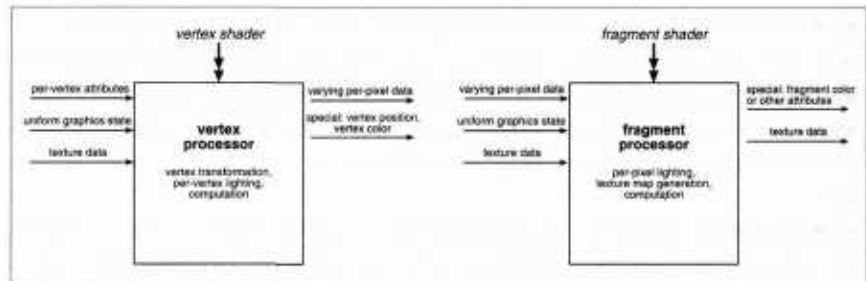 vertex shader
per-vertex attributes
uniform graphics state
texture data
vertex
processor
vertex transformation,
per-vertex lighting,
computation
varying per-pixel data
special: vertex position,
vertex color
fragment shader
varying per-pixel data
uniform graphics state
texture data
fragment
processor
per-pixel lighting,
texture map generation,
computation
special: fragment color
or other attributes
texture data